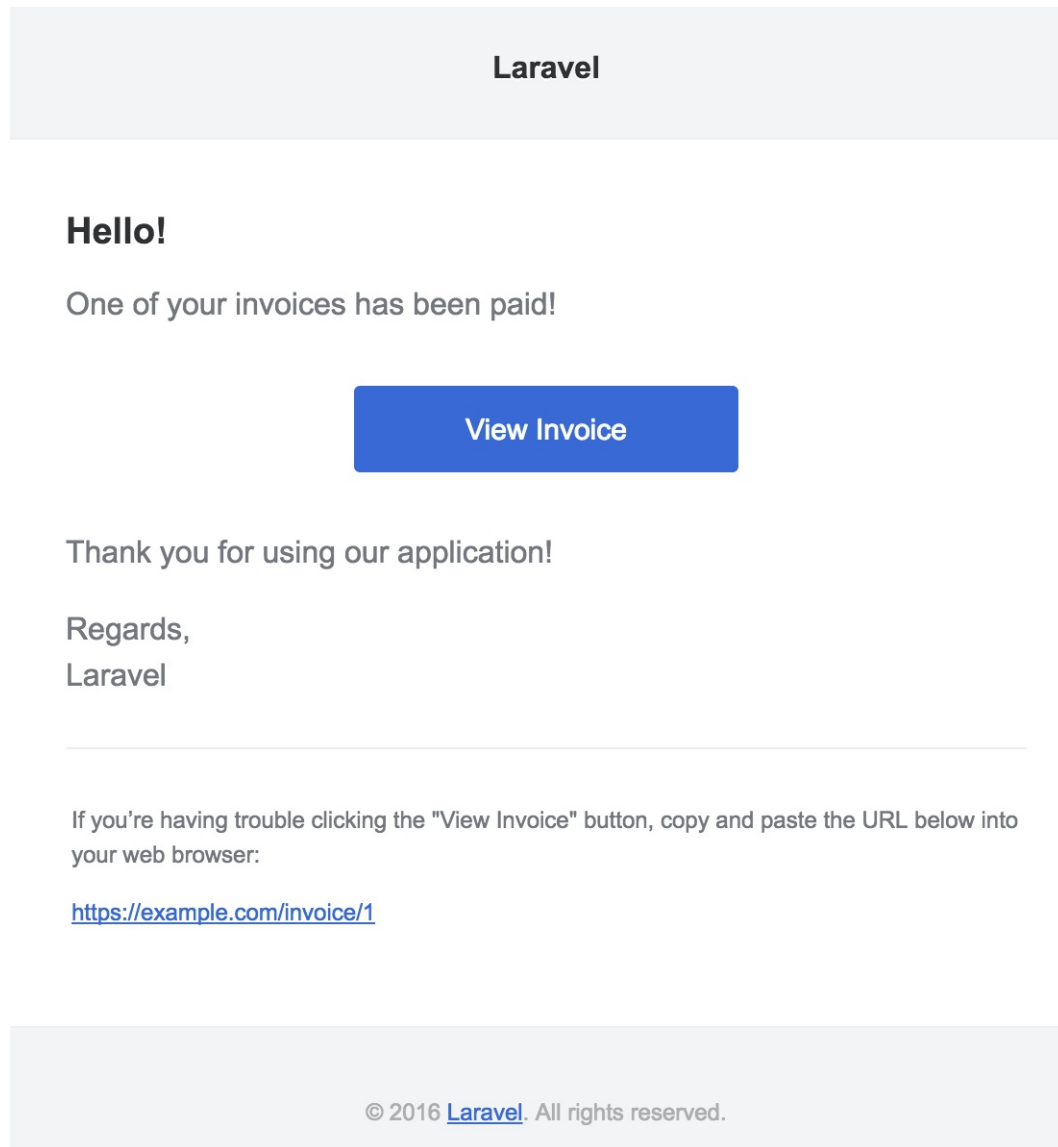 Laravel
Hello!
One of your invoices has been paid!
View Invoice
Thank you for using our application!
Regards,
Laravel
If you’re having trouble clicking the "View Invoice" button, copy and paste the URL below into
your web browser:
https://example.com/invoice/1
© 2016 Laravel. All rights reserved.